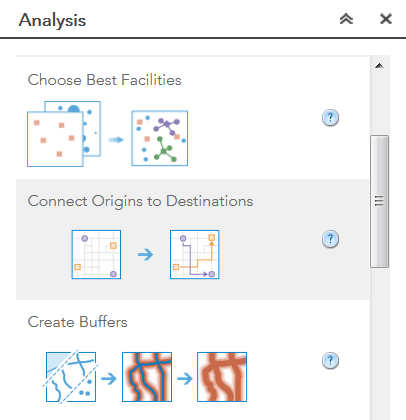 Analysis
Choose Best Facilities
?
Connect Origins to Destinations
?
Create Buffers
?